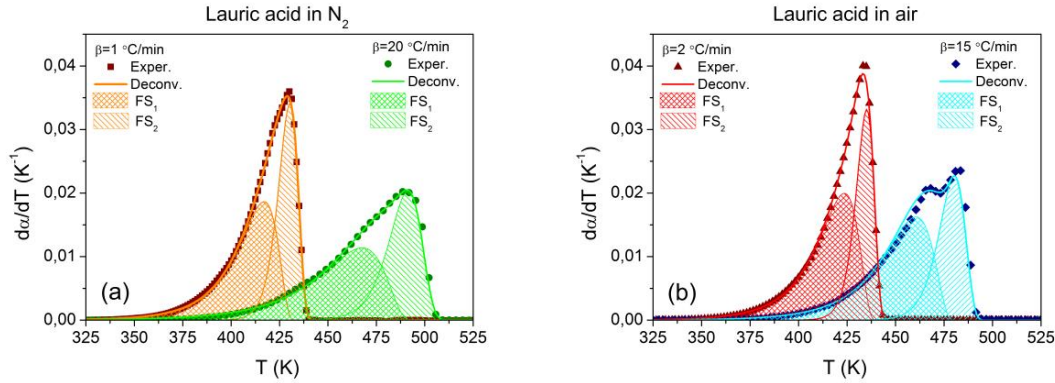 Lauric acid in N₂
β=1 °C/min
Exper.
Deconv.
FS₁
FS₂
β=20 °C/min
Exper.
Deconv.
FS₁
FS₂
0,04
0,03
0,02
0,01
0,00
dα/dT (K⁻¹)
(a)
325 350 375 400 425 450 475 500 525
T (K)
Lauric acid in air
β=2 °C/min
Exper.
Deconv.
FS₁
FS₂
β=15 °C/min
Exper.
Deconv.
FS₁
FS₂
0,04
0,03
0,02
0,01
0,00
dα/dT (K⁻¹)
(b)
325 350 375 400 425 450 475 500 525
T (K)